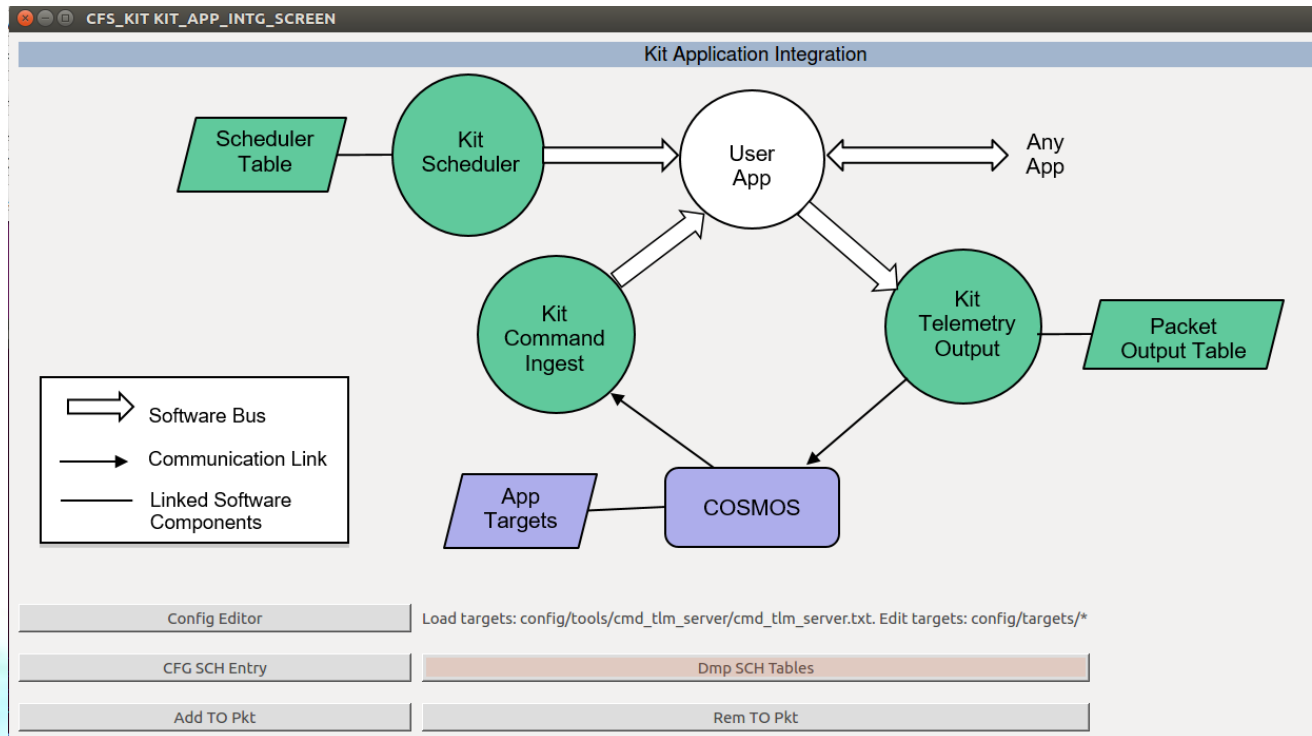 CFS_KIT KIT_APP_INTG_SCREEN
Kit Application Integration
Scheduler
Table
Kit
Scheduler
User
App
Any
App
Kit
Command
Ingest
Kit
Telemetry
Output
Packet
Output Table
Software Bus
Communication Link
Linked Software
Components
App
Targets
COSMOS
Config Editor
Load targets: config/tools/cmd_tlm_server/cmd_tlm_server.txt. Edit targets: config/targets/*
CFG SCH Entry
Dmp SCH Tables
Add TO Pkt
Rem TO Pkt